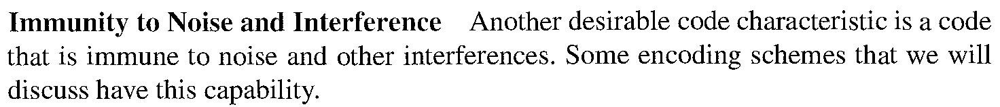 Immunity to Noise and Interference Another desirable code characteristic is a code
that is immune to noise and other interferences. Some encoding schemes that we will
discuss have this capability.